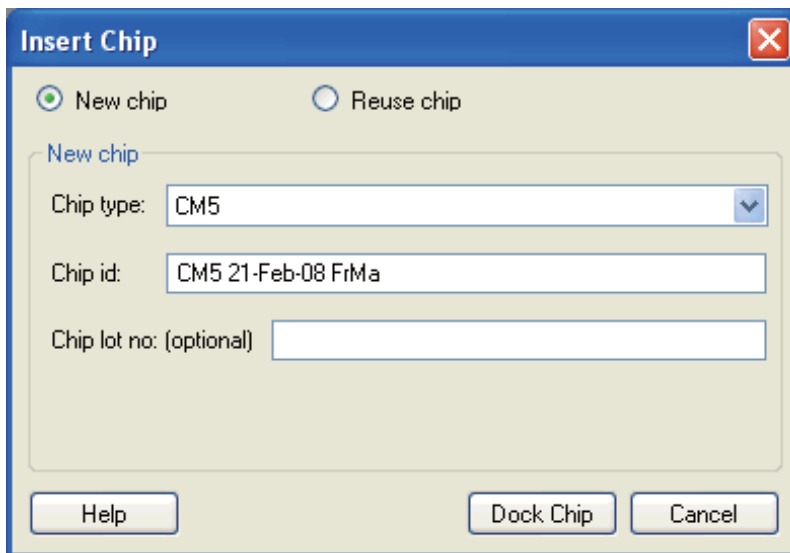 Insert Chip
New chip Reuse chip
New chip
Chip type: CM5
Chip id: CM5 21-Feb-08 FrMa
Chip lot no: (optional)
Help Dock Chip Cancel